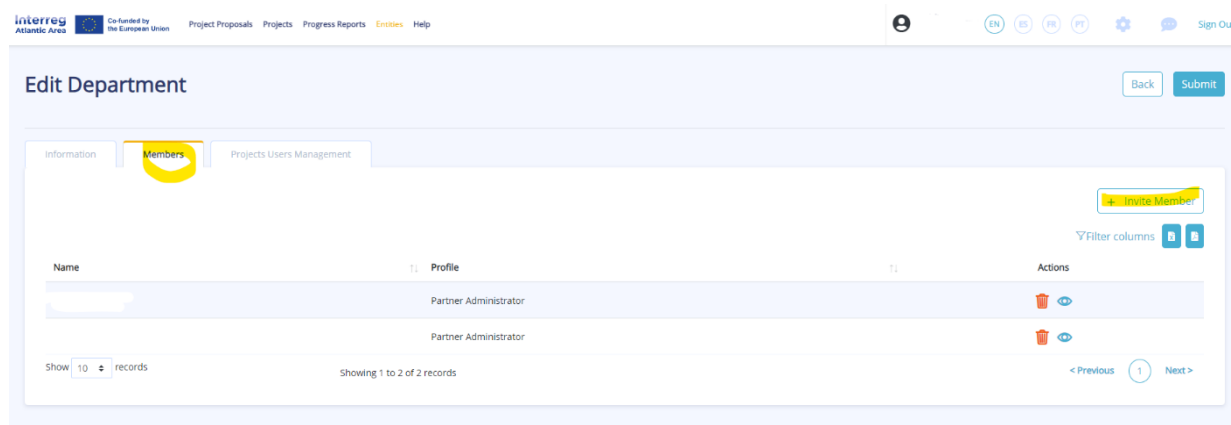 Interreg Co-funded by the European Union Atlantic Area
Project Proposals Projects Progress Reports Entities Help
EN ES FR PT
Sign Ou
Edit Department
Back Submit
Information Members Projects Users Management
+ Invite Member
Filter columns
Name Profile Actions
Partner Administrator
Partner Administrator
Show 10 records
Showing 1 to 2 of 2 records
< Previous 1 Next >